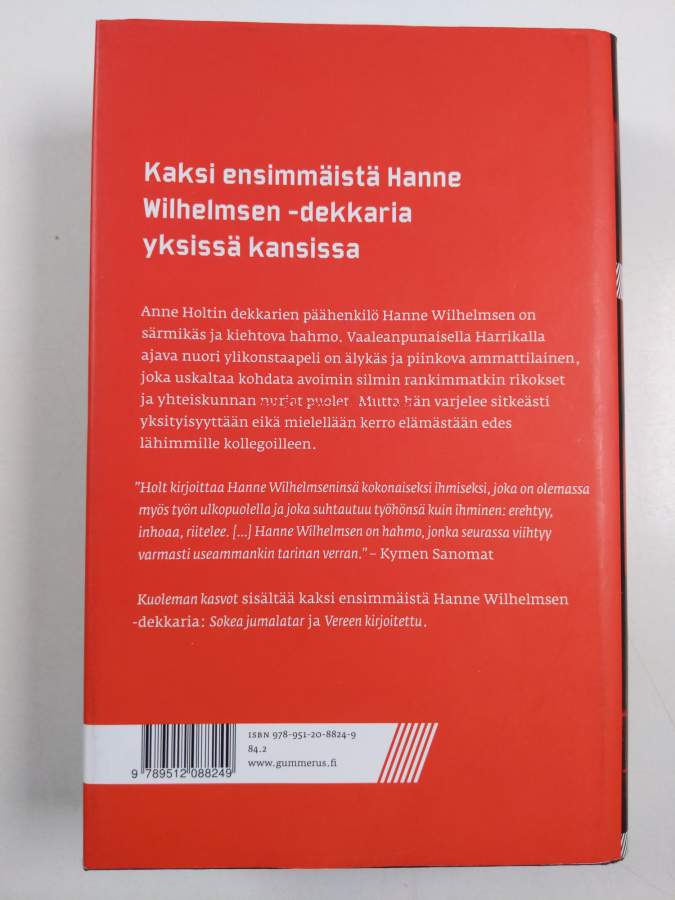 Kaksi ensimmäistä Hanne
Wilhelmsen -dekkaria
yksissä kansissa
Anne Holtin dekkarien päähenkilö Hanne Wilhelmsen on
särmikäs ja kiehtova hahmo. Vaaleanpunaisella Harrikalla
ajava nuori ylikonstaapeli on älykäs ja piinkova ammattilainen,
joka uskaltaa kohdata avoimin silmin rankimmatkin rikokset
ja yhteiskunnan nurjat puolet. Mutta hän varjelee sitkeästi
yksityisyyttään eikä mielellään kerro elämästään edes
lähimmille kollegoilleen.
"Holt kirjoittaa Hanne Wilhelmseninsä kokonaiseksi ihmiseksi, joka on olemassa
myös työn ulkopuolella ja joka suhtautuu työhönsä kuin ihminen: erehtyy,
inhoaa, riitelee. [...] Hanne Wilhelmsen on hahmo, jonka seurassa viihtyy
varmasti useammankin tarinan verran." – Kymen Sanomat
Kuoleman kasvot sisältää kaksi ensimmäistä Hanne Wilhelmsen
-dekkaria: Sokea jumalatar ja Vereen kirjoitettu.
ISBN 978-951-20-8824-9
84.2
www.gummerus.fi
9 789512 088249